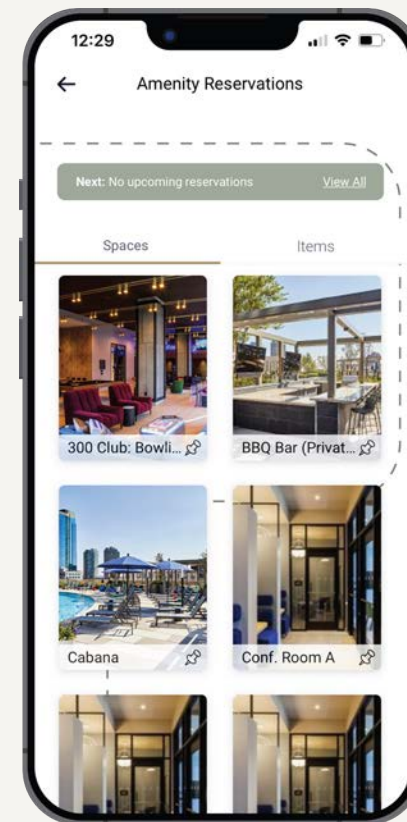 12:29
Amenity Reservations
Next: No upcoming reservations
View All
Spaces
Items
300 Club: Bowli...
BBQ Bar (Privat...
Cabana
Conf. Room A